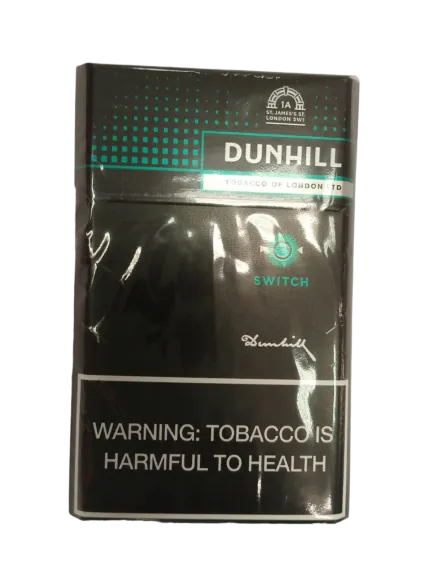 1A
ST. JAMES'S ST.
LONDON SW1
DUNHILL
TOBACCO OF LONDON LTD
SWITCH
Dunhill
WARNING: TOBACCO IS
HARMFUL TO HEALTH